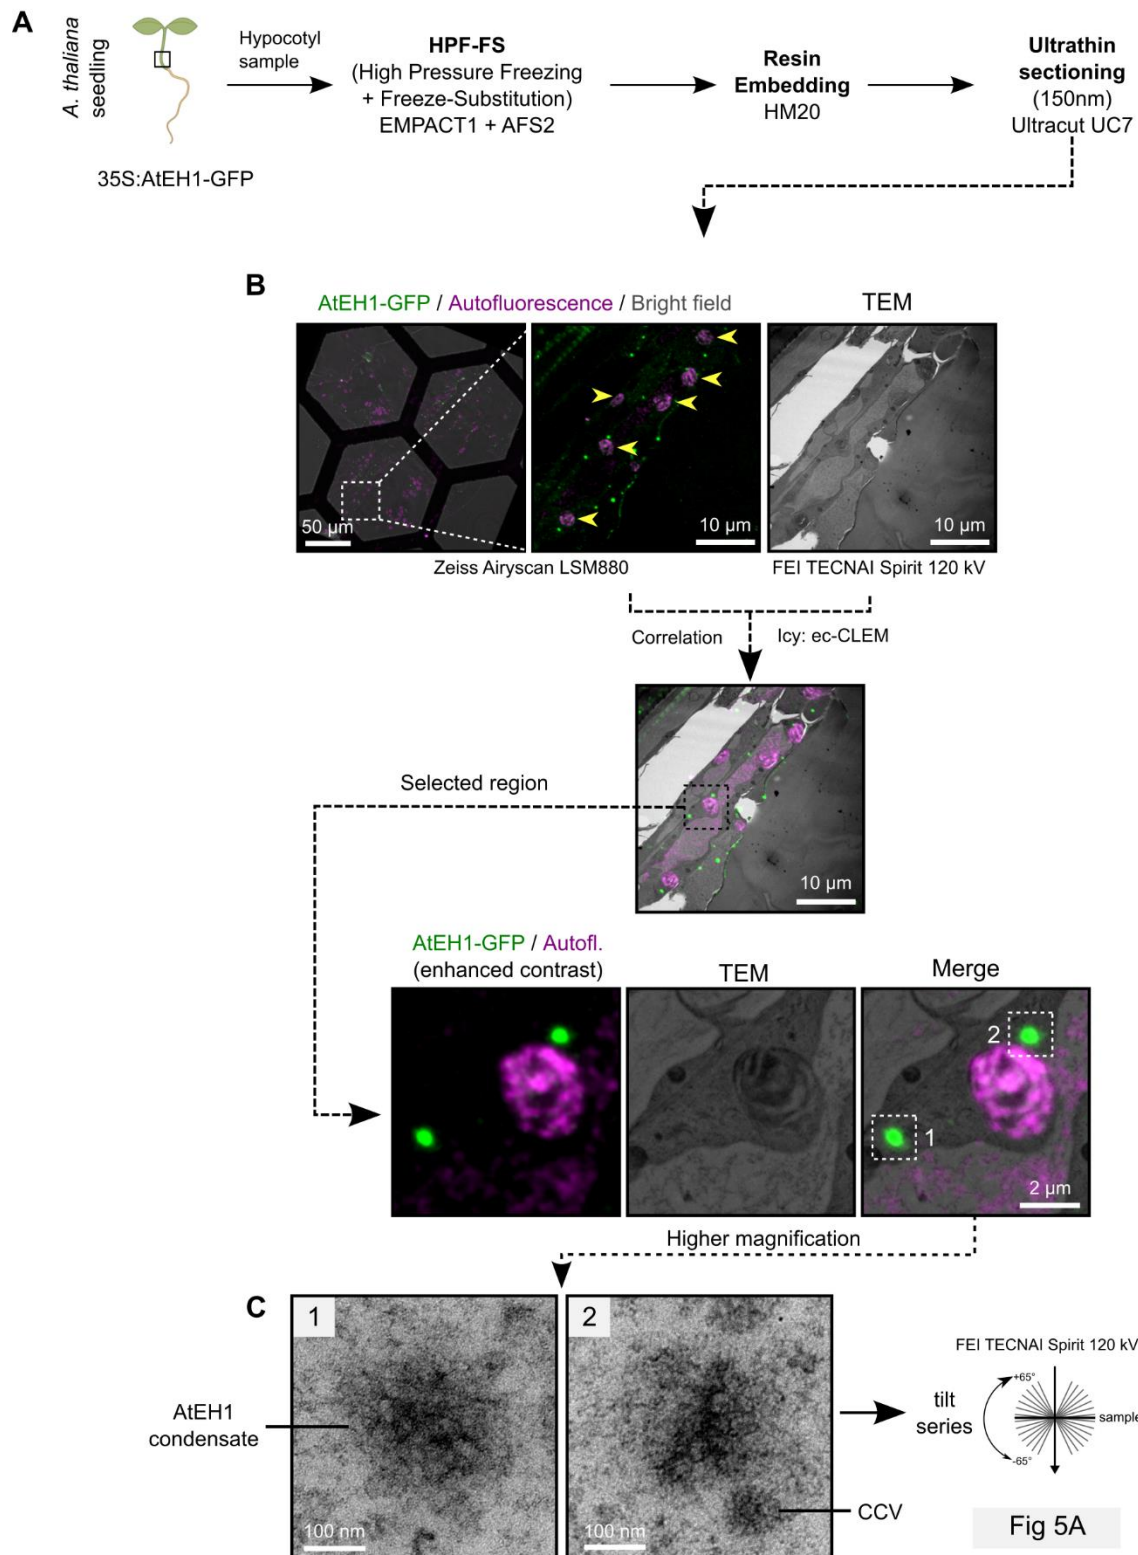 A
A. thaliana
seedling
35S:AtEH1-GFP
Hypocotyl
sample
HPF-FS
(High Pressure Freezing
+ Freeze-Substitution)
EMPACT1 + AFS2
Resin
Embedding
HM20
Ultrathin
sectioning
(150nm)
Ultracut UC7
B
AtEH1-GFP / Autofluorescence / Bright field
TEM
50 µm
10 µm
10 µm
Zeiss Airyscan LSM880
FEI TECNAI Spirit 120 kV
Correlation
Icy: ec-CLEM
Selected region
10 µm
AtEH1-GFP / Autofl.
(enhanced contrast)
TEM
Merge
2
1
2 µm
Higher magnification
C
1
2
AtEH1
condensate
100 nm
100 nm
CCV
tilt
series
FEI TECNAI Spirit 120 kV
+65°
sample
-65°
Fig 5A